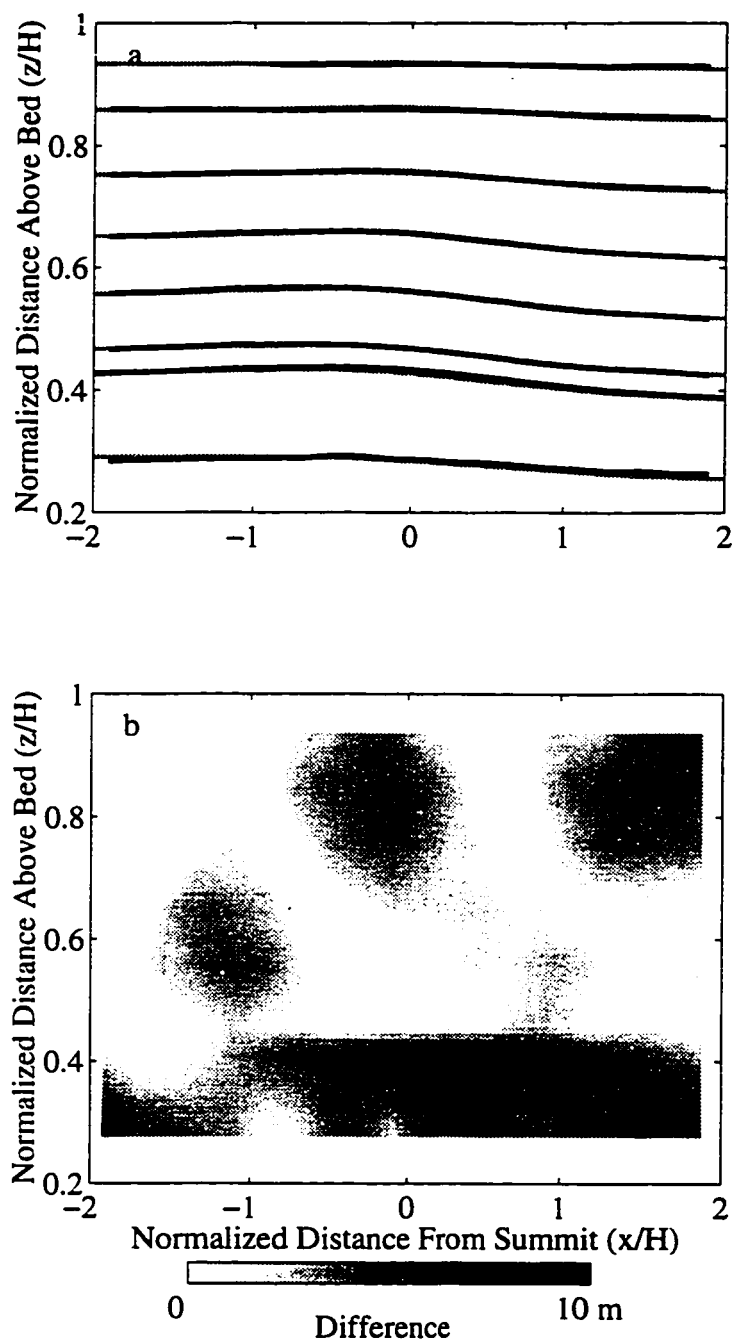 Normalized Distance Above Bed (z/H)
a
1
0.8
0.6
0.4
0.2
-2 -1 0 1 2
Normalized Distance Above Bed (z/H)
b
1
0.8
0.6
0.4
0.2
-2 -1 0 1 2
Normalized Distance From Summit (x/H)
0 10 m
Difference